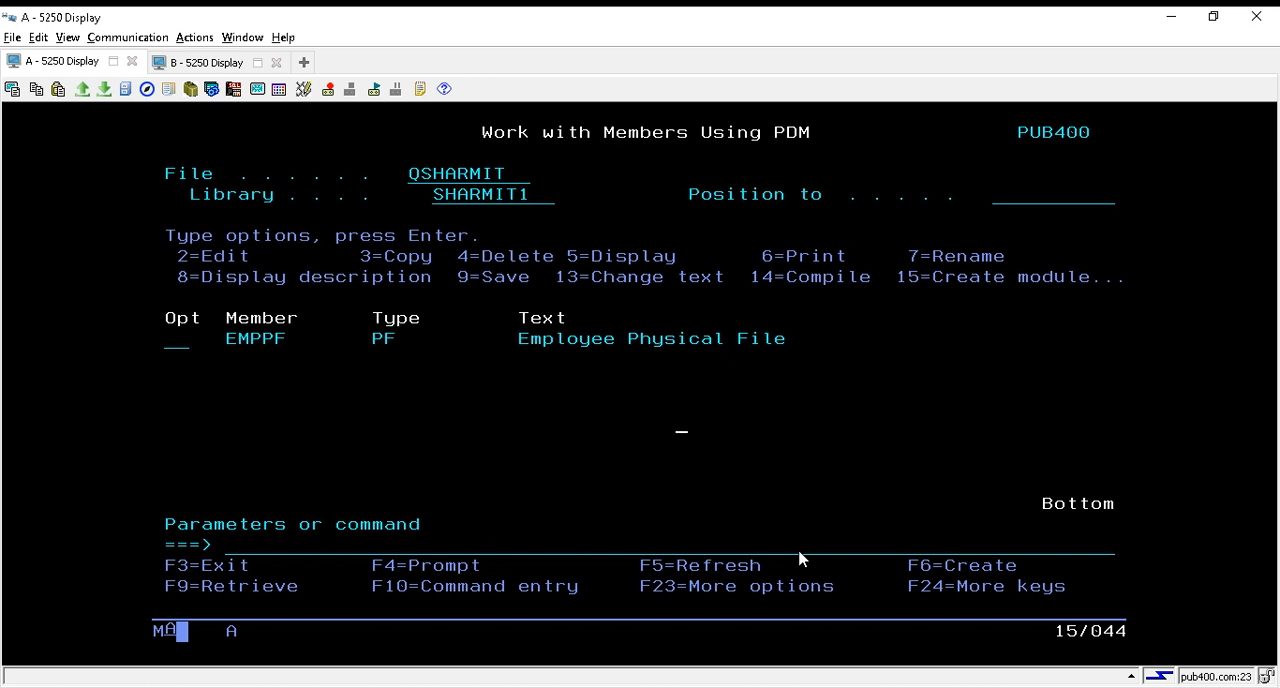 A - 5250 Display
File Edit View Communication Actions Window Help
A - 5250 Display B - 5250 Display
Work with Members Using PDM PUB400
File . . . . . . QSHARMIT
Library . . . . SHARMIT1 Position to . . . . .
Type options, press Enter.
2=Edit 3=Copy 4=Delete 5=Display 6=Print 7=Rename
8=Display description 9=Save 13=Change text 14=Compile 15=Create module...
Opt Member Type Text
EMPPF PF Employee Physical File
Bottom
Parameters or command
===>
F3=Exit F4=Prompt F5=Refresh F6=Create
F9=Retrieve F10=Command entry F23=More options F24=More keys
MA A 15/044
pub400.com:23